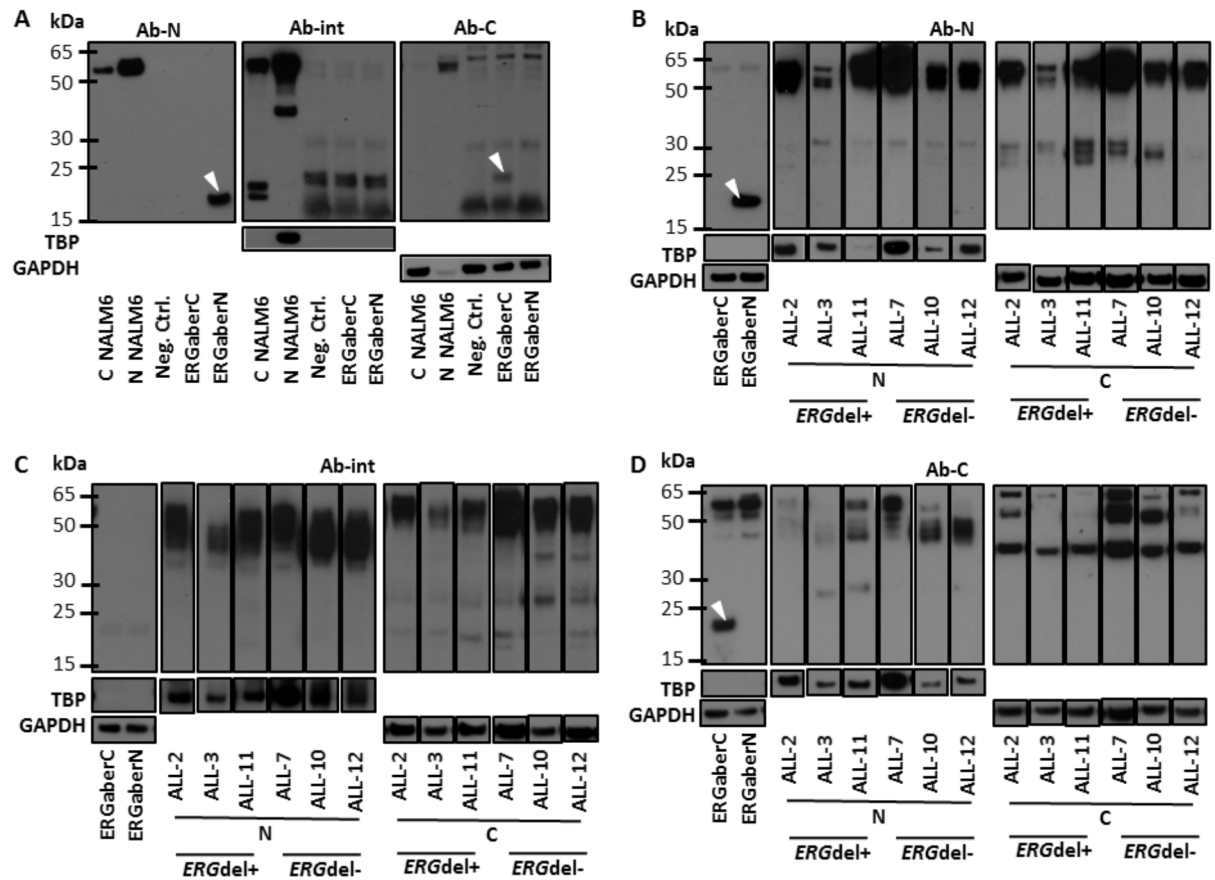 A
kDa
Ab-N
Ab-int
Ab-C
65
50
30
25
15
TBP
GAPDH
C NALM6
N NALM6
Neg. Ctrl.
ERGaberC
ERGaberN
C NALM6
N NALM6
Neg. Ctrl.
ERGaberC
ERGaberN
C NALM6
N NALM6
Neg. Ctrl.
ERGaberC
ERGaberN
B
kDa
Ab-N
65
50
30
25
15
TBP
GAPDH
ERGaberC
ERGaberN
ALL-2
ALL-3
ALL-11
ALL-7
ALL-10
ALL-12
ALL-2
ALL-3
ALL-11
ALL-7
ALL-10
ALL-12
N
C
ERGdel+
ERGdel-
ERGdel+
ERGdel-
C
kDa
Ab-int
65
50
30
25
15
TBP
GAPDH
ERGaberC
ERGaberN
ALL-2
ALL-3
ALL-11
ALL-7
ALL-10
ALL-12
ALL-2
ALL-3
ALL-11
ALL-7
ALL-10
ALL-12
N
C
ERGdel+
ERGdel-
ERGdel+
ERGdel-
D
kDa
Ab-C
65
50
30
25
15
TBP
GAPDH
ERGaberC
ERGaberN
ALL-2
ALL-3
ALL-11
ALL-7
ALL-10
ALL-12
ALL-2
ALL-3
ALL-11
ALL-7
ALL-10
ALL-12
N
C
ERGdel+
ERGdel-
ERGdel+
ERGdel-